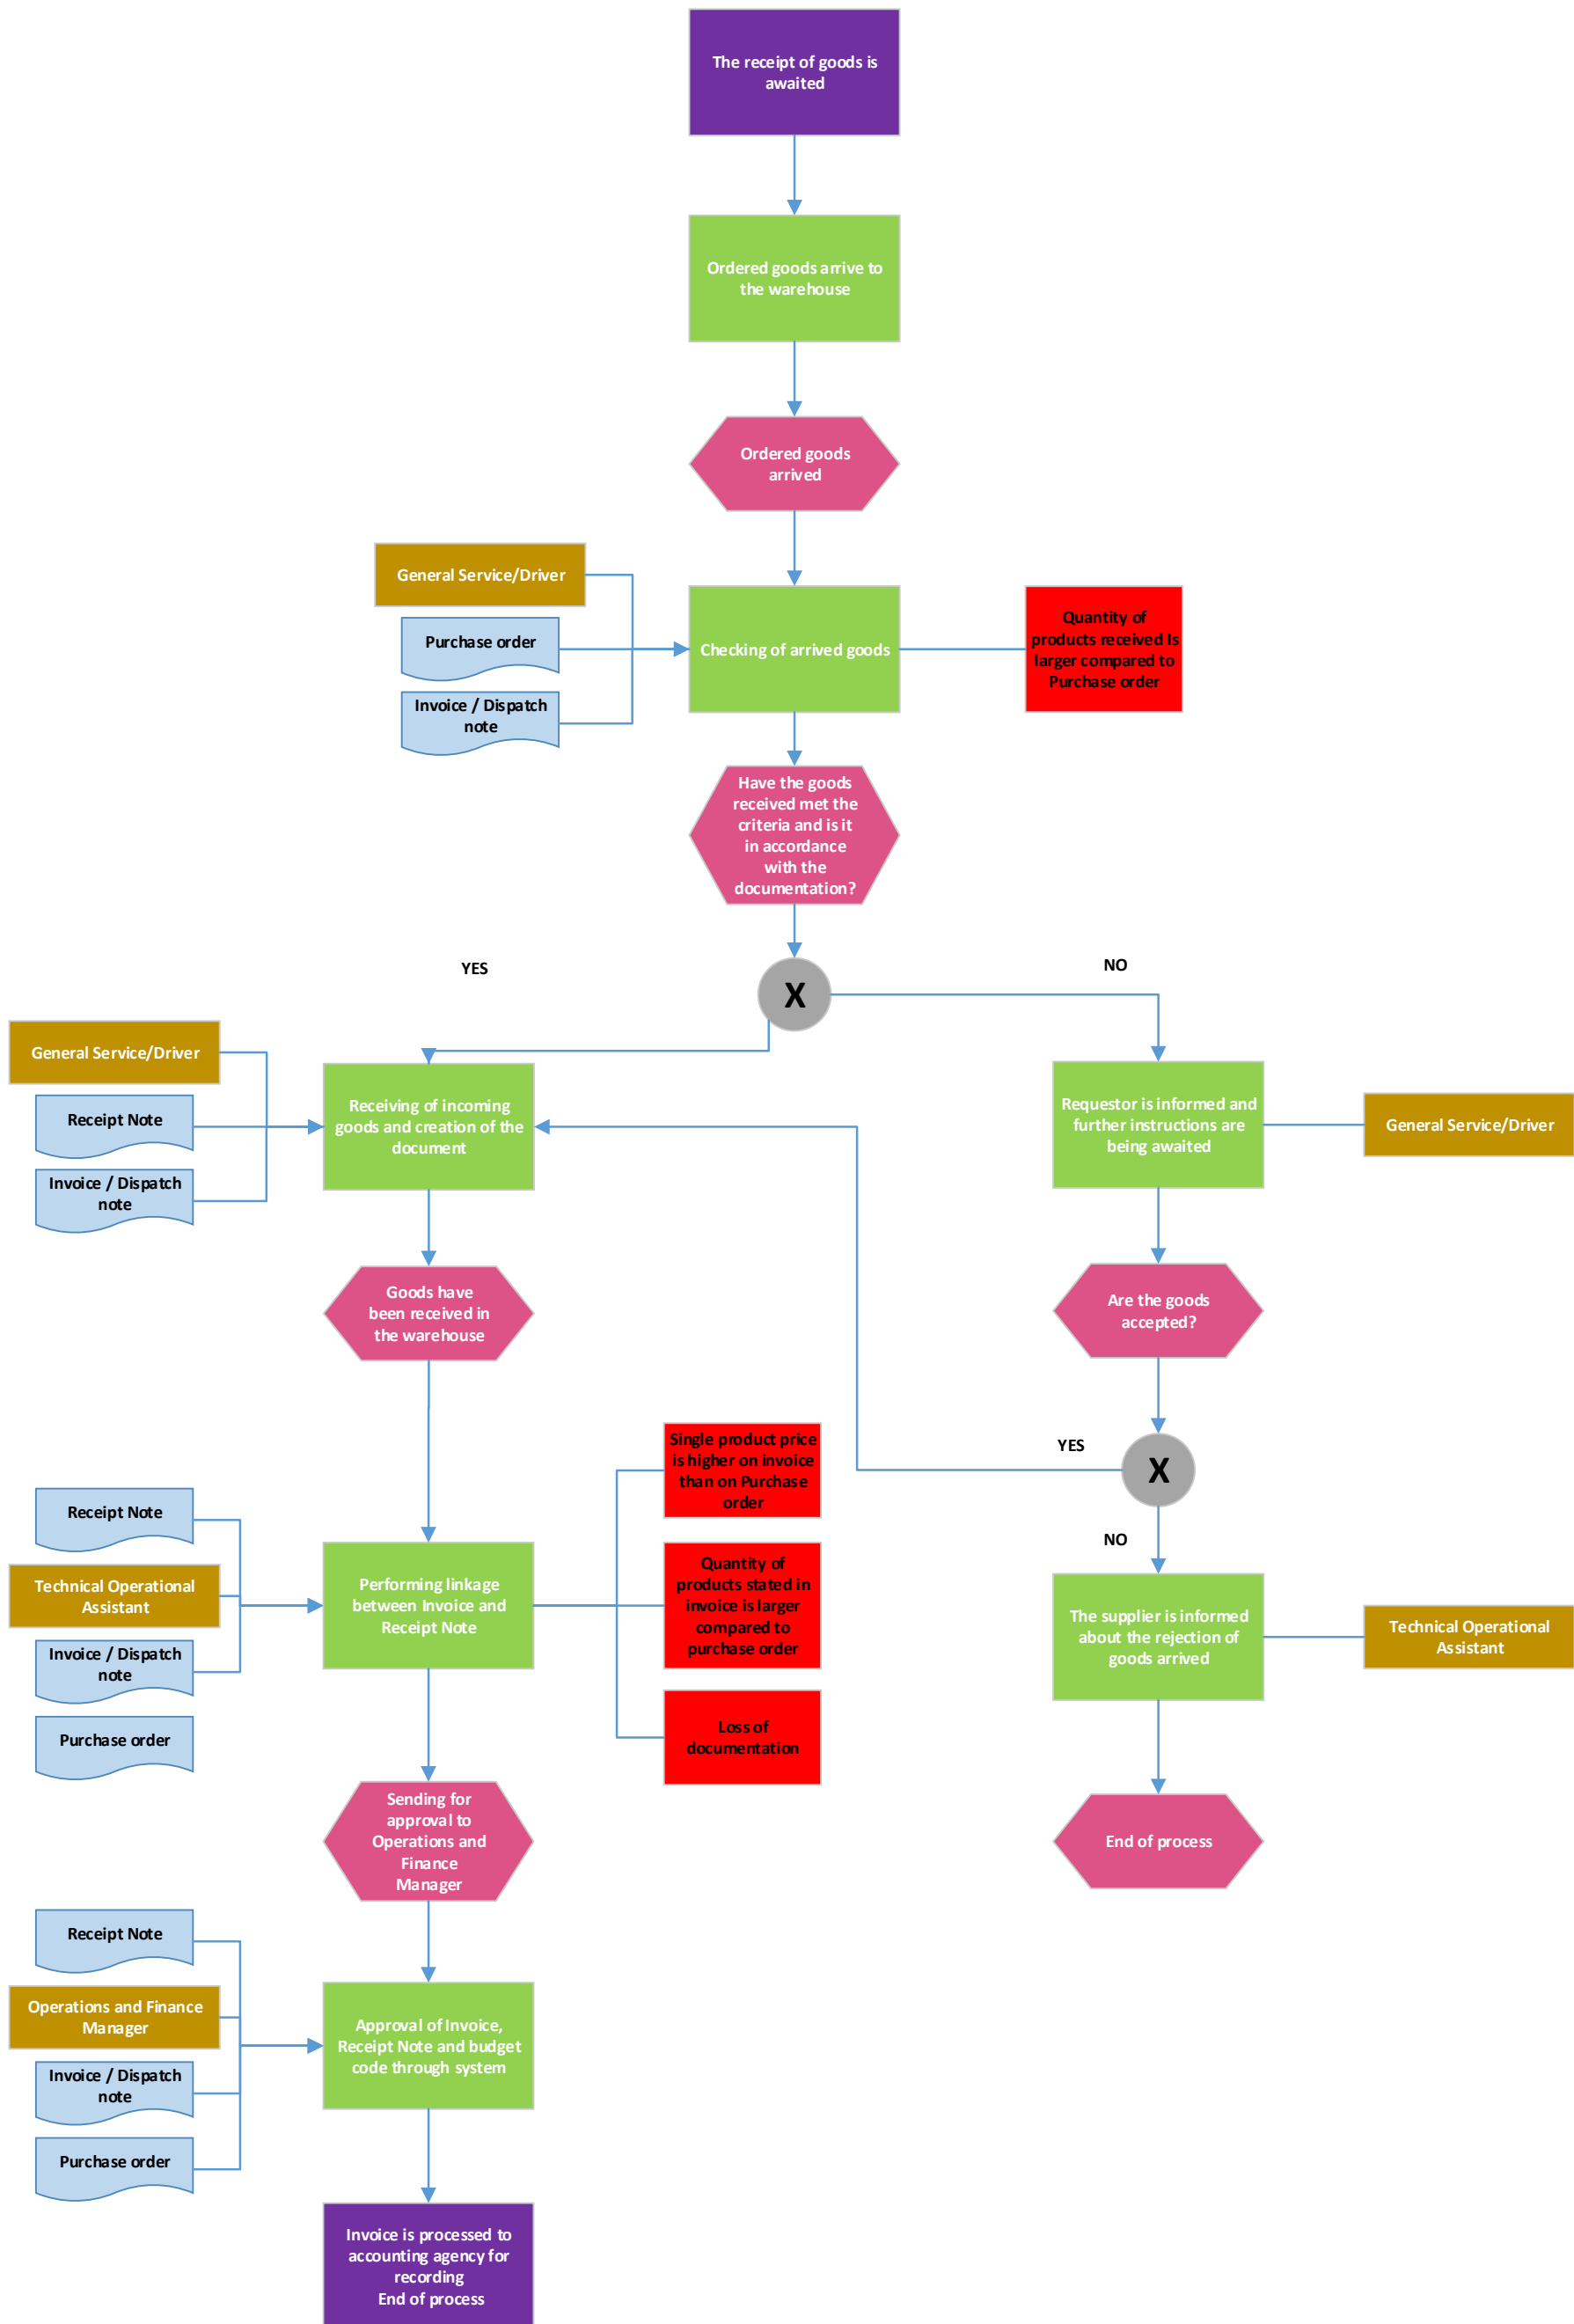 The receipt of goods is
awaited
Ordered goods arrive to
the warehouse
Ordered goods
arrived
General Service/Driver
Purchase order
Invoice / Dispatch
note
Checking of arrived goods
Quantity of
products received Is
larger compared to
Purchase order
Have the goods
received met the
criteria and is it
in accordance
with the
documentation?
YES
X
NO
General Service/Driver
Receipt Note
Invoice / Dispatch
note
Receiving of incoming
goods and creation of the
document
Requestor is informed and
further instructions are
being awaited
General Service/Driver
Goods have
been received in
the warehouse
Are the goods
accepted?
YES
X
NO
Single product price
is higher on invoice
than on Purchase
order
Receipt Note
Technical Operational
Assistant
Invoice / Dispatch
note
Purchase order
Performing linkage
between Invoice and
Receipt Note
Quantity of
products stated in
invoice is larger
compared to
purchase order
Loss of
documentation
The supplier is informed
about the rejection of
goods arrived
Technical Operational
Assistant
Sending for
approval to
Operations and
Finance
Manager
End of process
Receipt Note
Operations and Finance
Manager
Invoice / Dispatch
note
Purchase order
Approval of Invoice,
Receipt Note and budget
code through system
Invoice is processed to
accounting agency for
recording
End of process